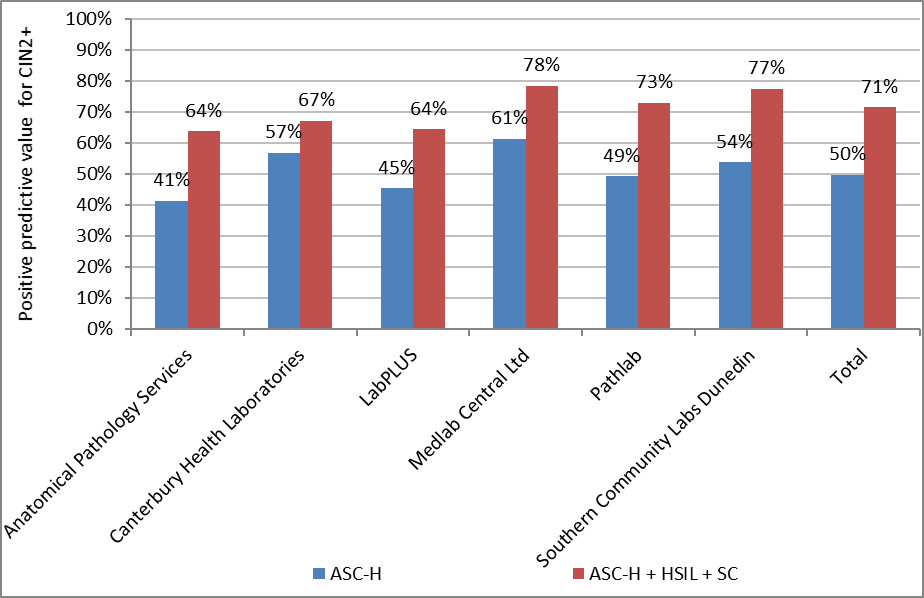 Positive predictive value for CIN2+
100%
90%
80%
70%
60%
50%
40%
30%
20%
10%
0%
41%
64%
57%
67%
45%
64%
61%
78%
49%
73%
54%
77%
50%
71%
Anatomical Pathology Services
Canterbury Health Laboratories
LabPLUS
Medlab Central Ltd
Pathlab
Southern Community Labs Dunedin
Total
ASC-H
ASC-H + HSIL + SC